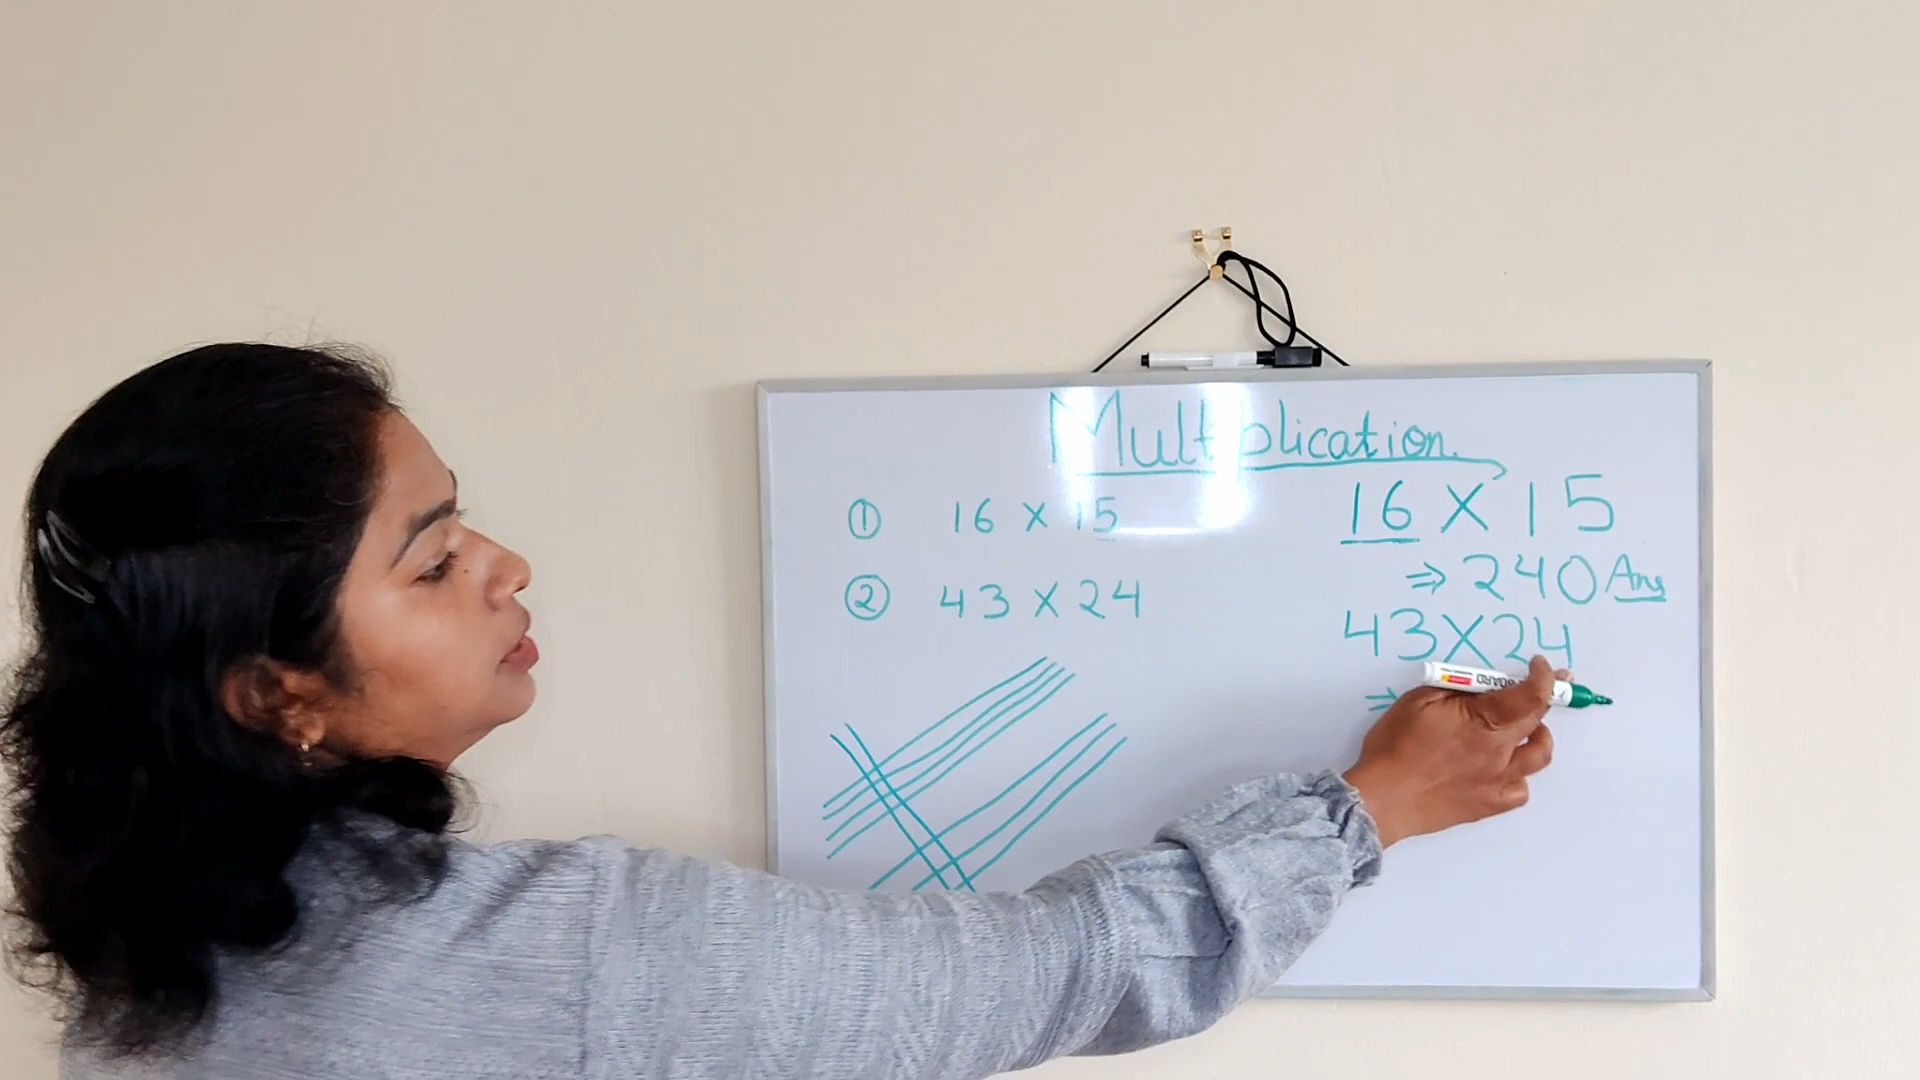 Multiplication.
① 16 x 15
② 43 x 24
16 X 15
⇒ 240 Ans
43 X 24
⇒